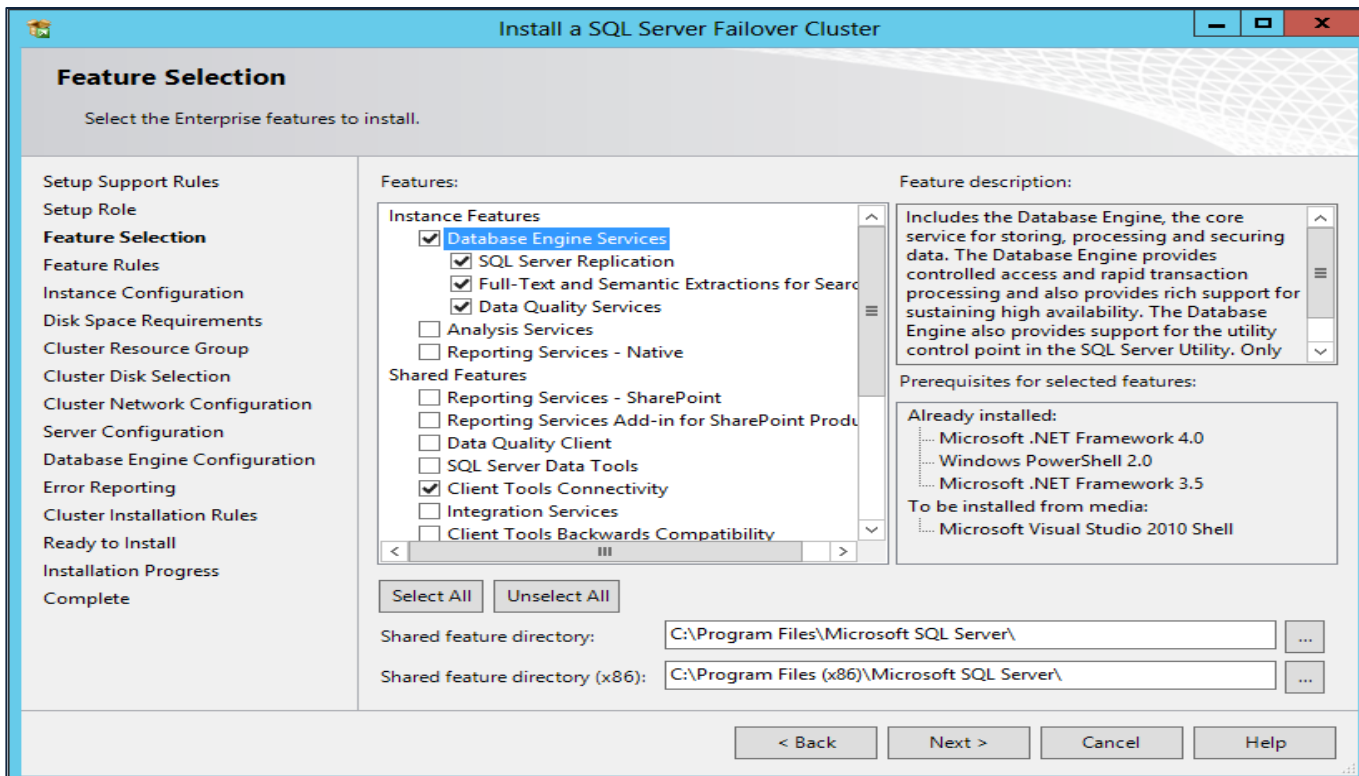 Install a SQL Server Failover Cluster
Feature Selection
Select the Enterprise features to install.
Setup Support Rules
Setup Role
Feature Selection
Feature Rules
Instance Configuration
Disk Space Requirements
Cluster Resource Group
Cluster Disk Selection
Cluster Network Configuration
Server Configuration
Database Engine Configuration
Error Reporting
Cluster Installation Rules
Ready to Install
Installation Progress
Complete
Features:
Instance Features
Database Engine Services
SQL Server Replication
Full-Text and Semantic Extractions for Searc
Data Quality Services
Analysis Services
Reporting Services - Native
Shared Features
Reporting Services - SharePoint
Reporting Services Add-in for SharePoint Produ
Data Quality Client
SQL Server Data Tools
Client Tools Connectivity
Integration Services
Client Tools Backwards Compatibility
Select All
Unselect All
Feature description:
Includes the Database Engine, the core
service for storing, processing and securing
data. The Database Engine provides
controlled access and rapid transaction
processing and also provides rich support for
sustaining high availability. The Database
Engine also provides support for the utility
control point in the SQL Server Utility. Only
Prerequisites for selected features:
Already installed:
Microsoft .NET Framework 4.0
Windows PowerShell 2.0
Microsoft .NET Framework 3.5
To be installed from media:
Microsoft Visual Studio 2010 Shell
Shared feature directory:
C:\Program Files\Microsoft SQL Server\
...
Shared feature directory (x86):
C:\Program Files (x86)\Microsoft SQL Server\
...
< Back
Next >
Cancel
Help